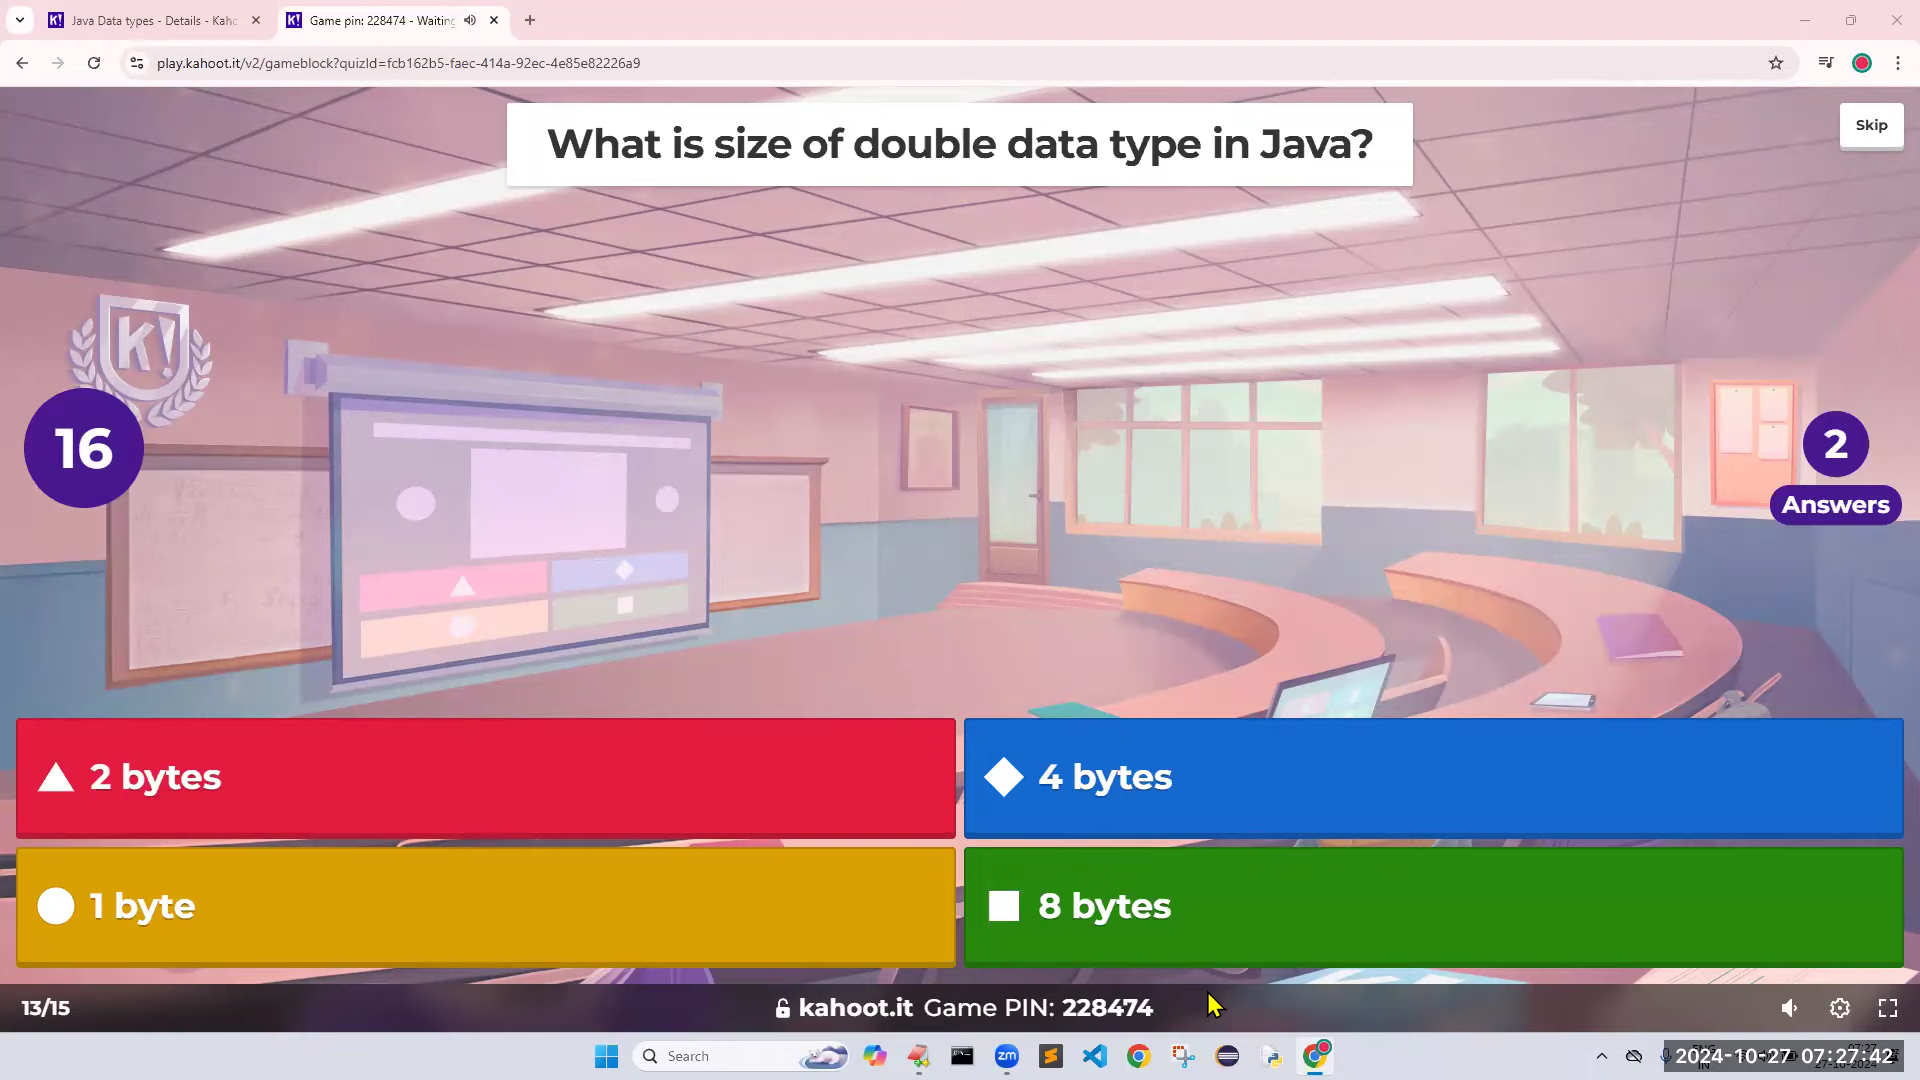 Java Data types - Details - Kaho
Game pin: 228474 - Waiting
play.kahoot.it/v2/gameblock?quizId=fcb162b5-faec-414a-92ec-4e85e82226a9
What is size of double data type in Java?
Skip
K!
16
2
Answers
2 bytes
4 bytes
1 byte
8 bytes
13/15
kahoot.it Game PIN: 228474
Search
zm
2024-10-27 07:27:42